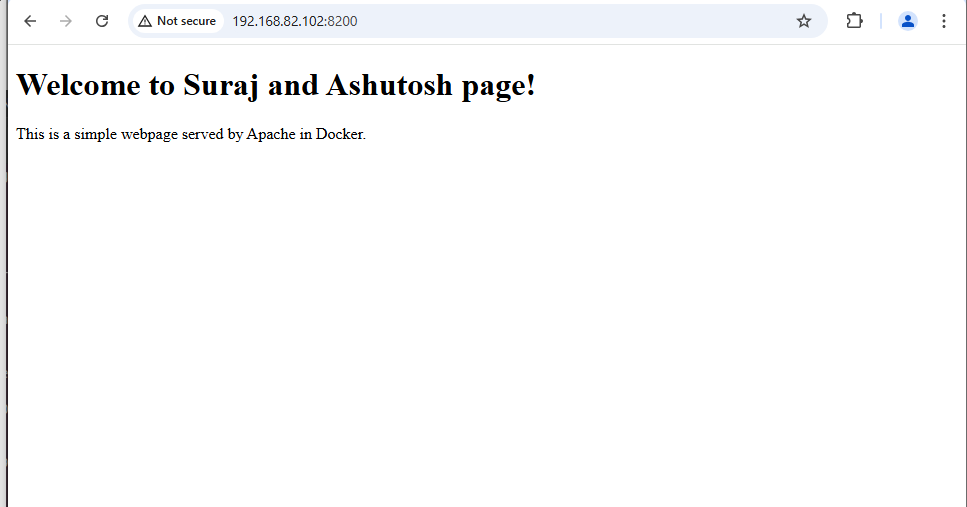 Not secure 192.168.82.102:8200
Welcome to Suraj and Ashutosh page!
This is a simple webpage served by Apache in Docker.